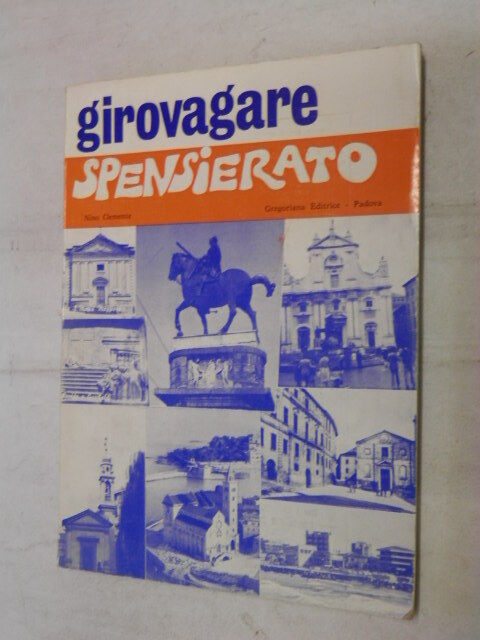 girovagare
SPENSiERATO
Nino Clemente
Gregoriana Editrice - Padova